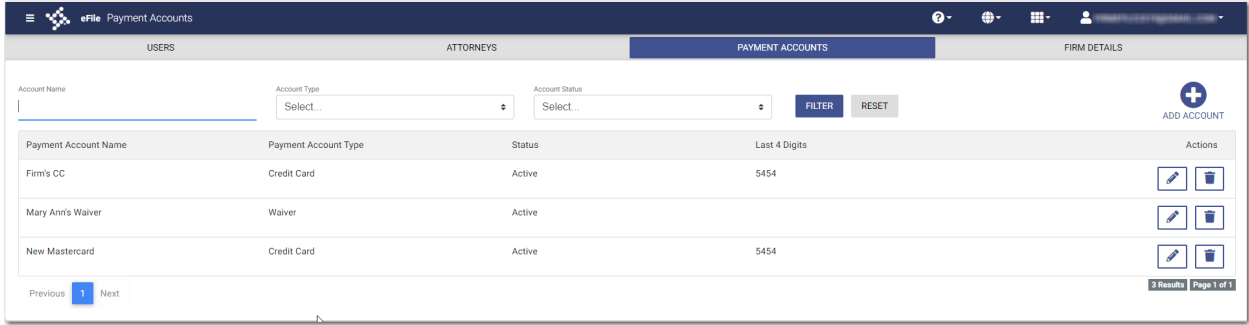 eFile Payment Accounts
USERS ATTORNEYS PAYMENT ACCOUNTS FIRM DETAILS
Account Name Account Type Account Status
Select... Select... FILTER RESET
ADD ACCOUNT
Payment Account Name Payment Account Type Status Last 4 Digits Actions
Firm's CC Credit Card Active 5454
Mary Ann's Waiver Waiver Active
New Mastercard Credit Card Active 5454
Previous 1 Next 3 Results Page 1 of 1